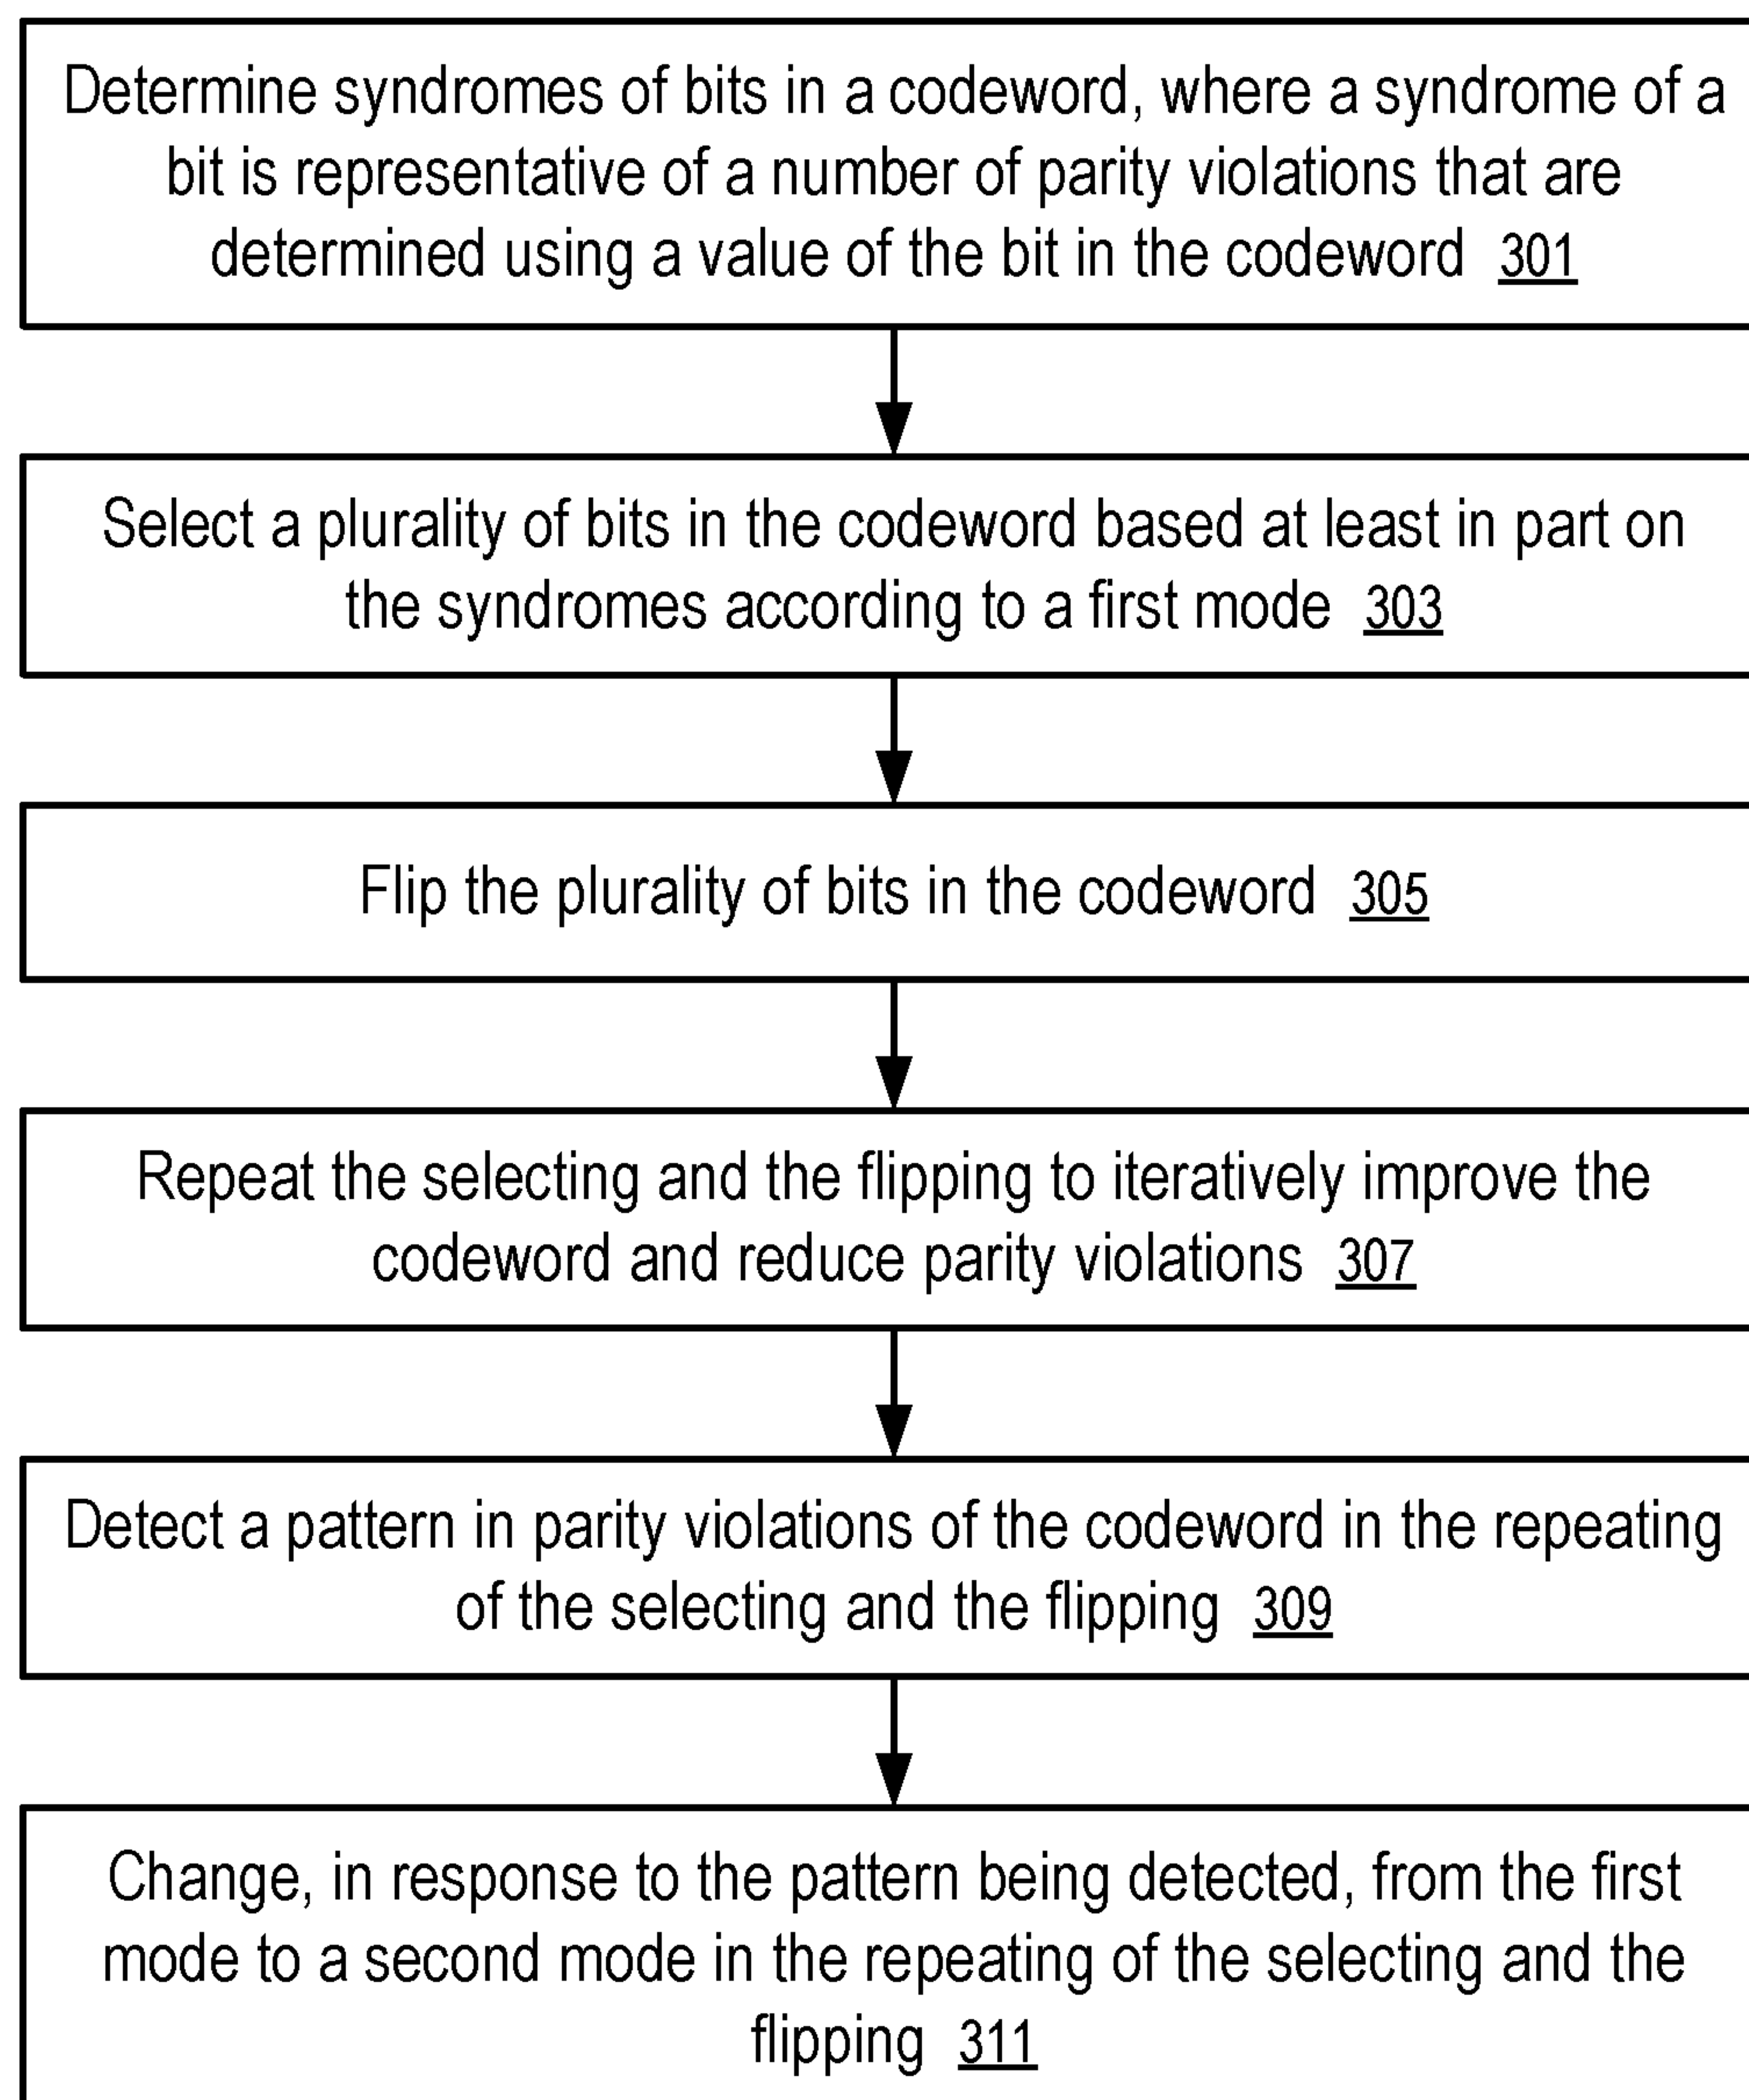 Determine syndromes of bits in a codeword, where a syndrome of a
bit is representative of a number of parity violations that are
determined using a value of the bit in the codeword 301
Select a plurality of bits in the codeword based at least in part on
the syndromes according to a first mode 303
Flip the plurality of bits in the codeword 305
Repeat the selecting and the flipping to iteratively improve the
codeword and reduce parity violations 307
Detect a pattern in parity violations of the codeword in the repeating
of the selecting and the flipping 309
Change, in response to the pattern being detected, from the first
mode to a second mode in the repeating of the selecting and the
flipping 311